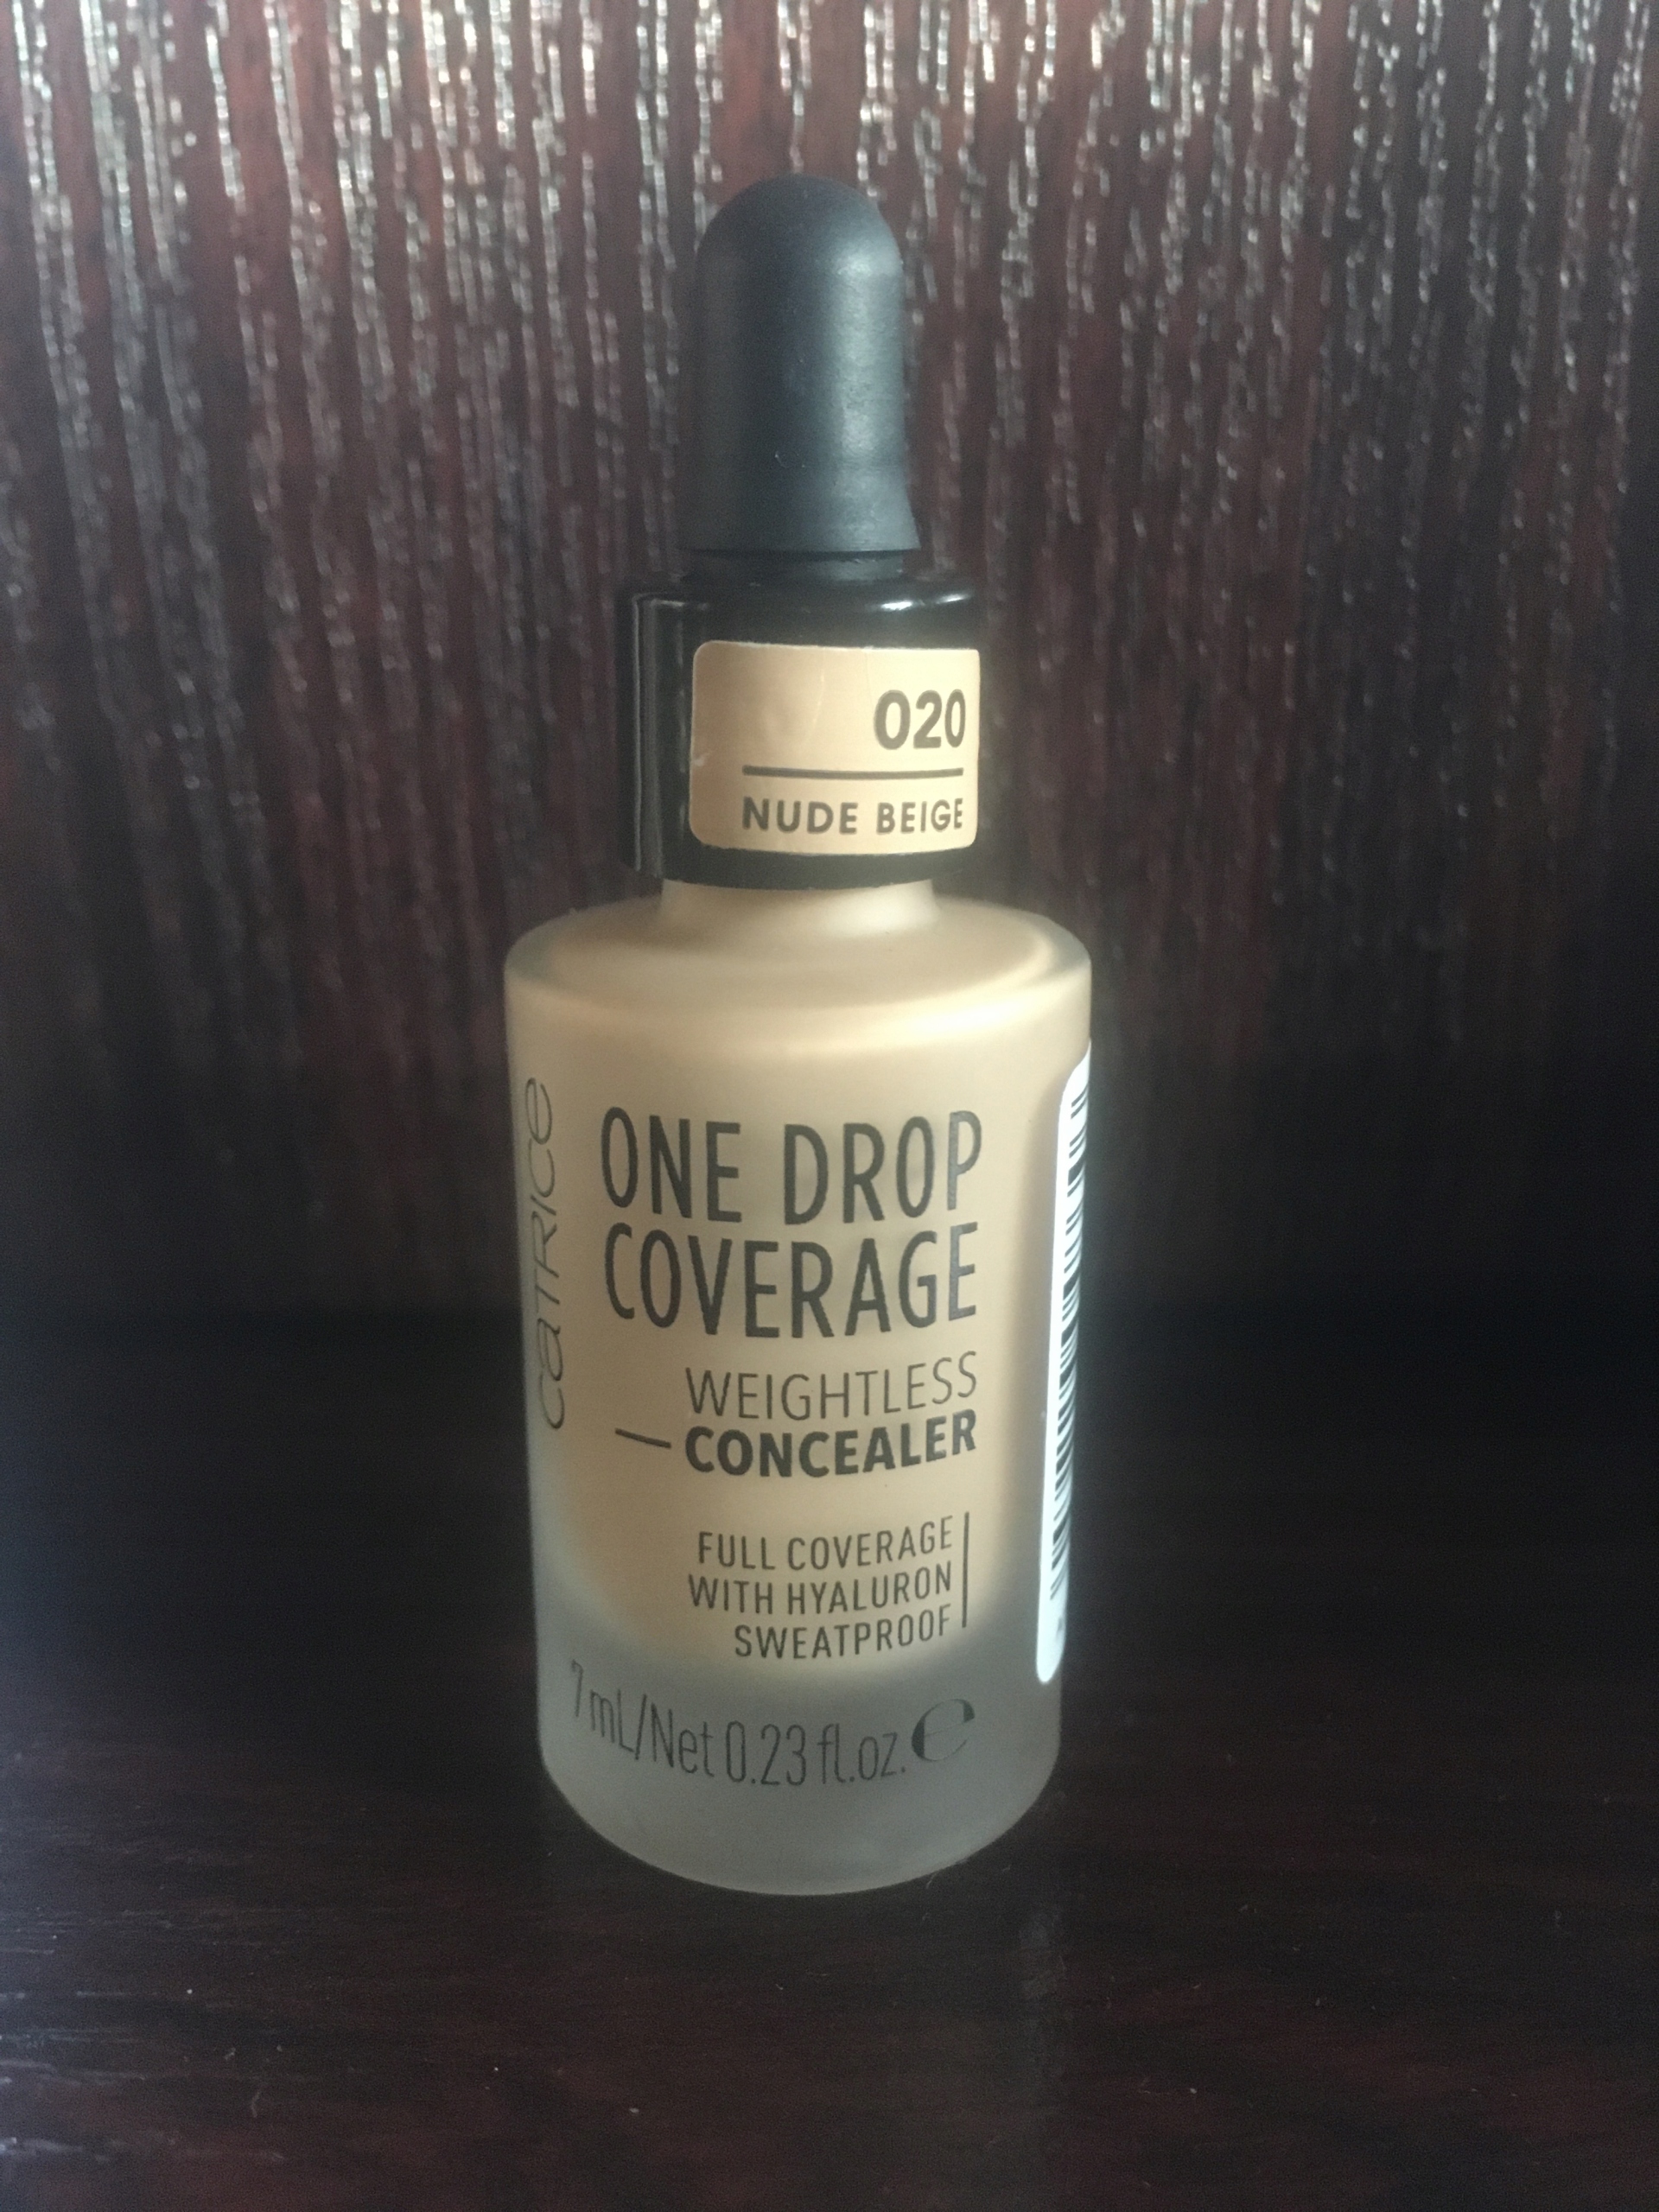 020
NUDE BEIGE
caTRICE
ONE DROP
COVERAGE
WEIGHTLESS
— CONCEALER
FULL COVERAGE
WITH HYALURON
SWEATPROOF
7 mL/Net 0.23 fl.oz. ℮